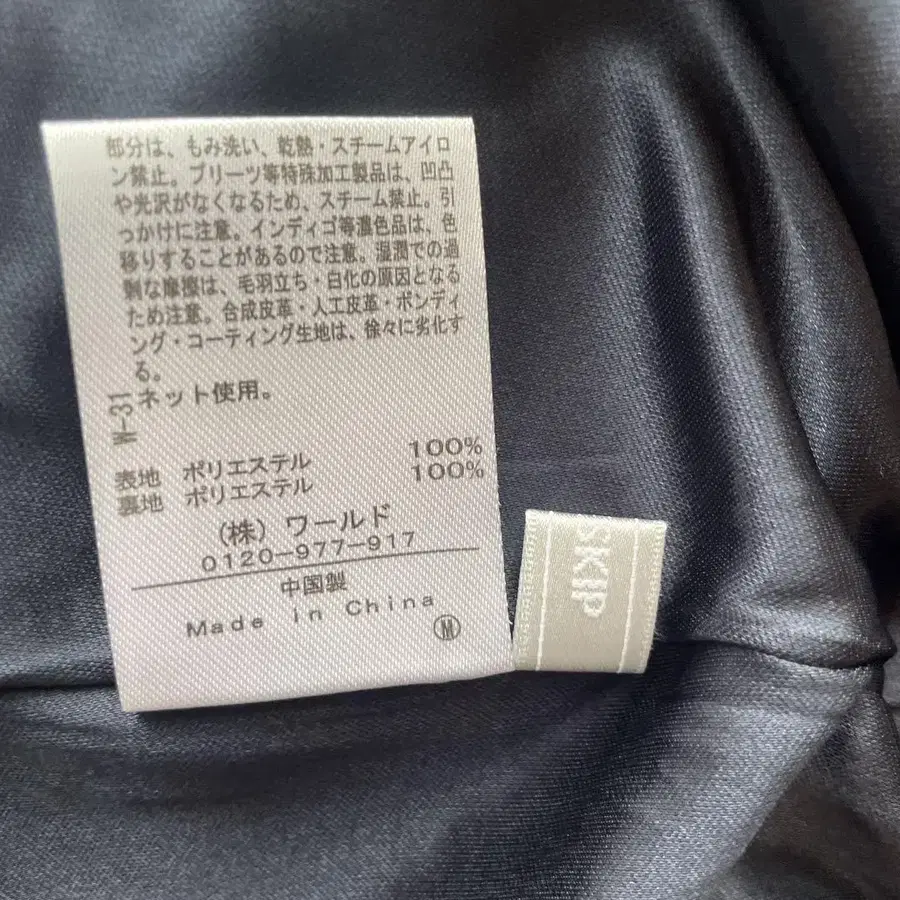 部分は、もみ洗い、乾熱・スチームアイロ
ン禁止。プリーツ等特殊加工製品は、凹凸
や光沢がなくなるため、スチーム禁止。引
っかけに注意。インディゴ等濃色品は、色
移りすることがあるので注意。湿潤での過
剰な摩擦は、毛羽立ち・白化の原因となる
ため注意。合成皮革・人工皮革・ボンディ
ング・コーティング生地は、徐々に劣化す
る。
ネット使用。
W-31
表地 ポリエステル 100%
裏地 ポリエステル 100%
(株) ワールド
0120-977-917
中国製
Made in China
M
SKIP